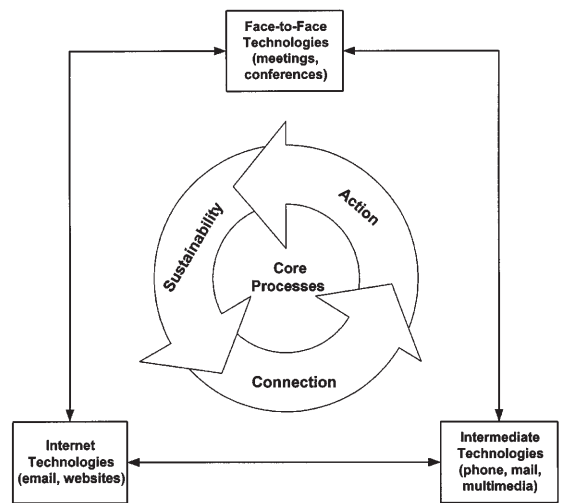 Face-to-Face
Technologies
(meetings,
conferences)
Action
Sustainability
Core
Processes
Connection
Internet
Technologies
(email, websites)
Intermediate
Technologies
(phone, mail,
multimedia)